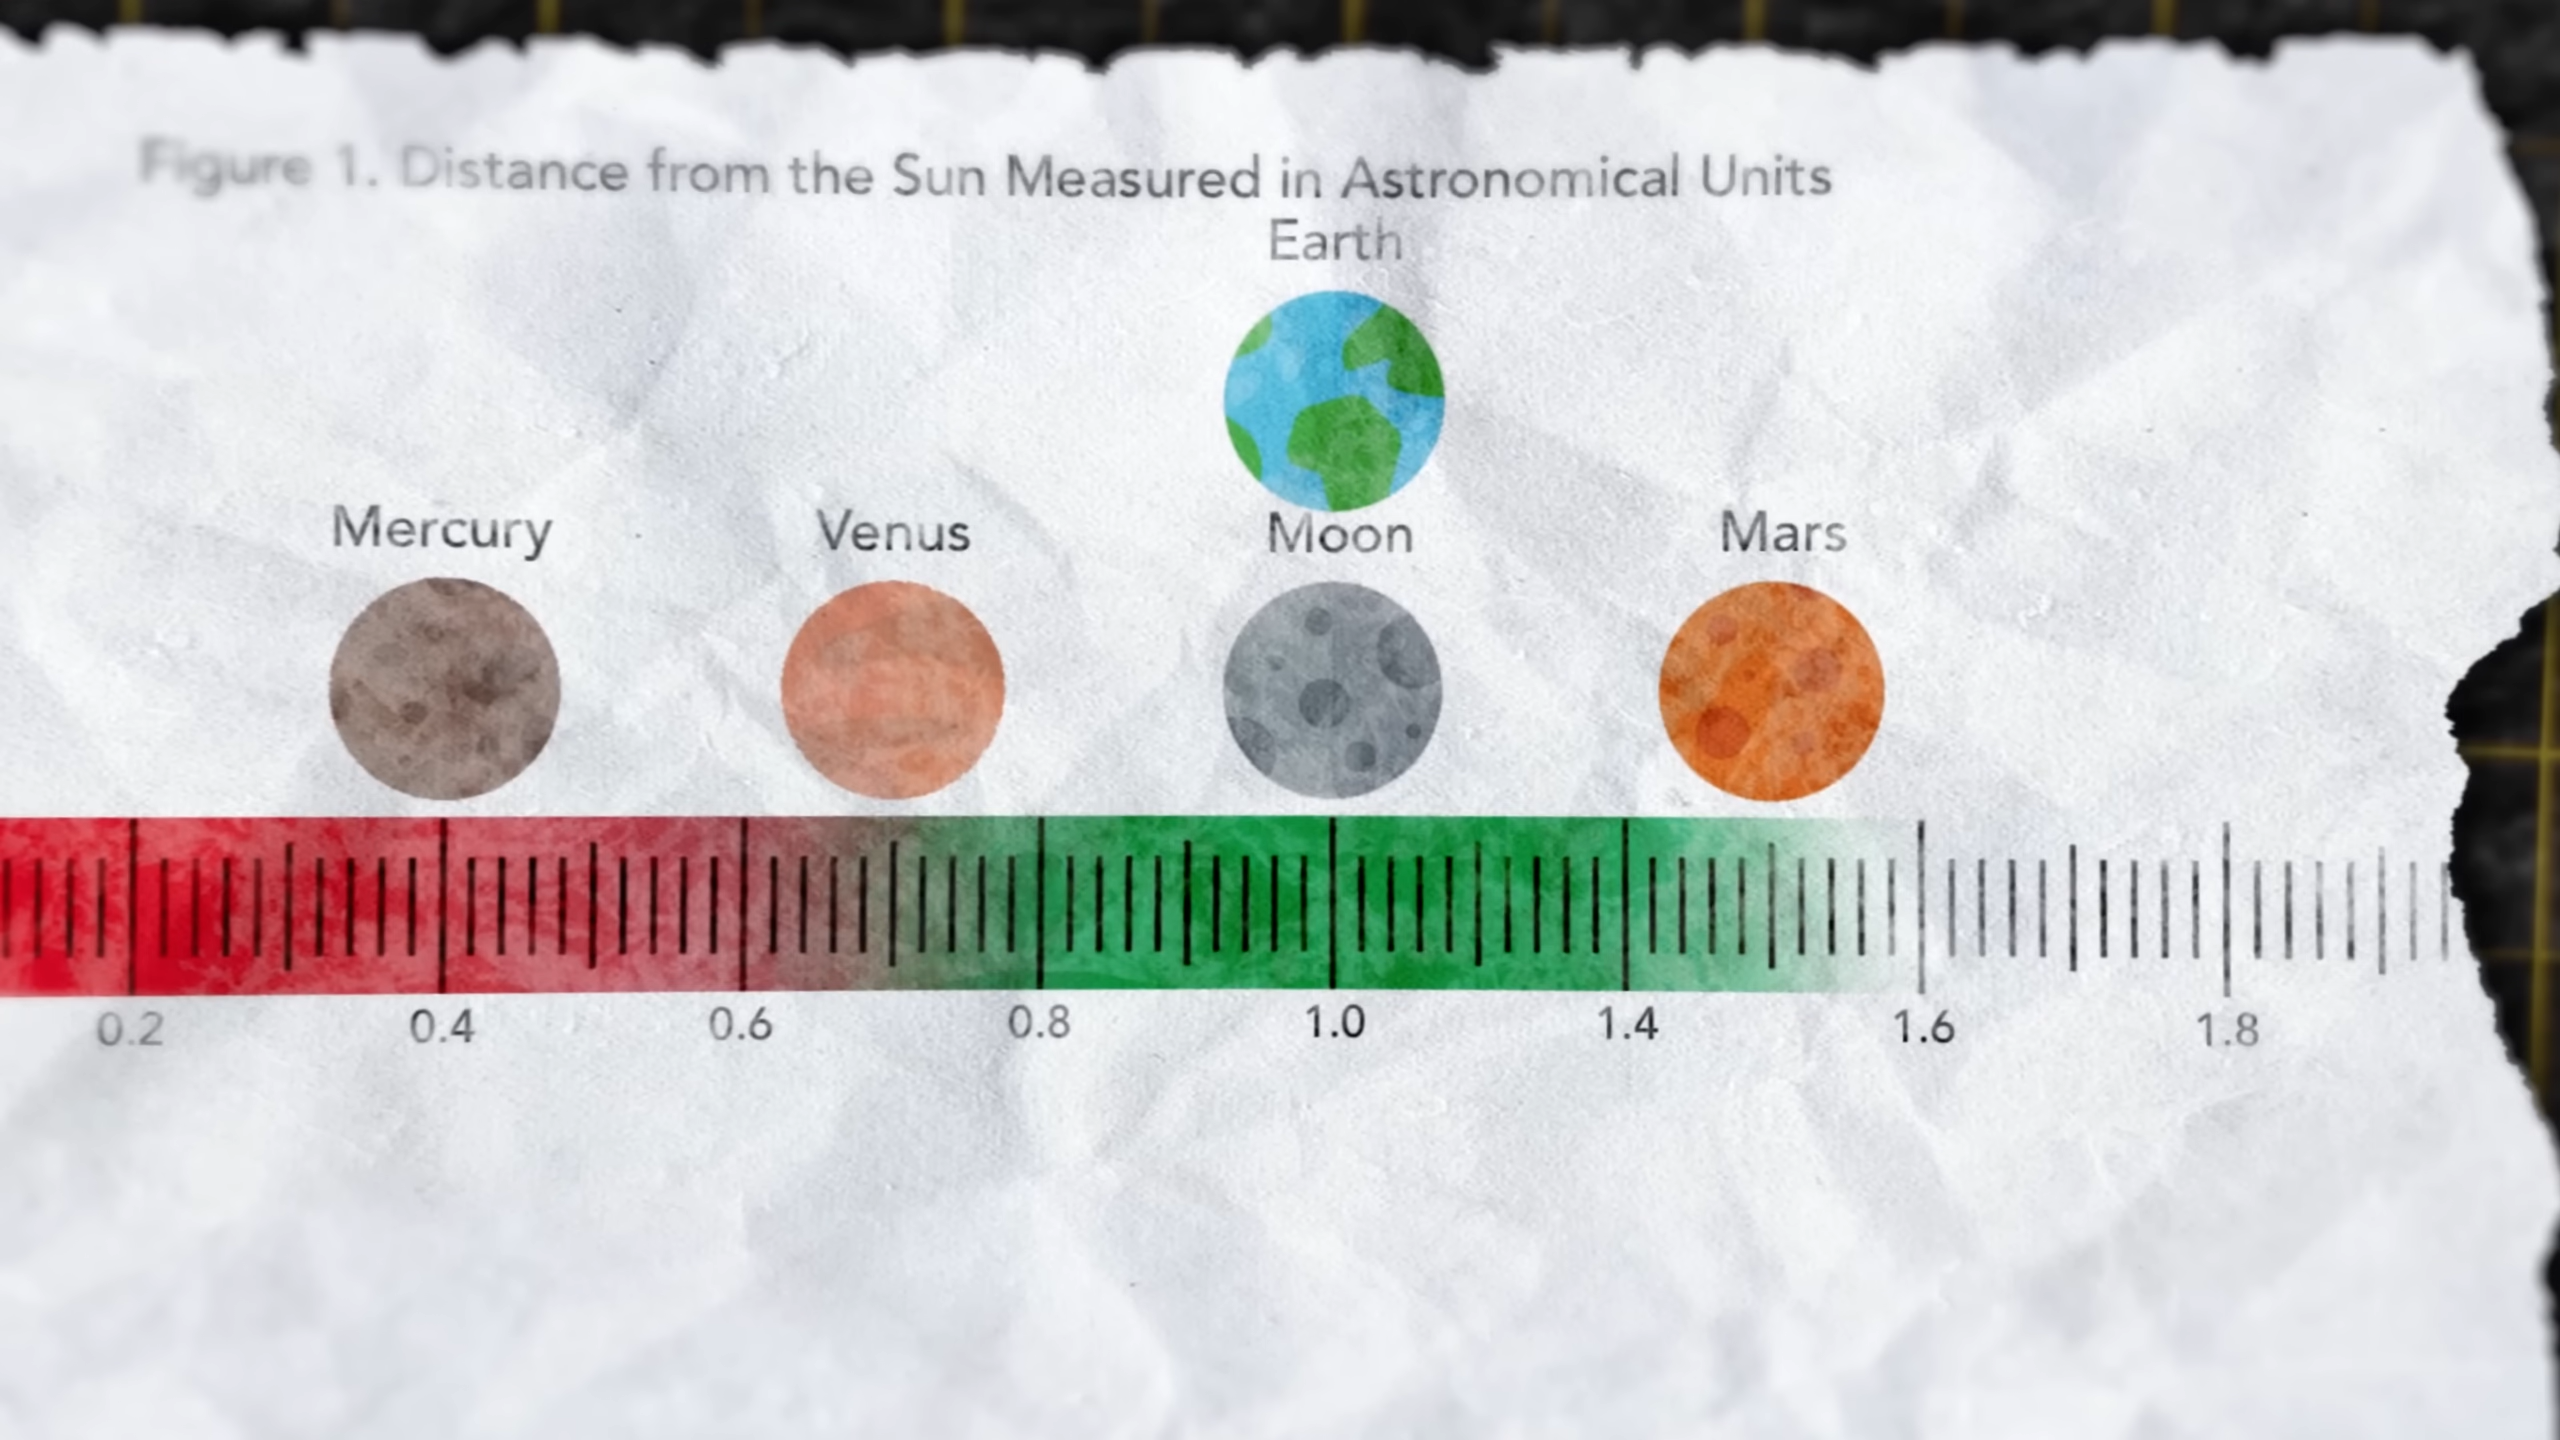 Figure 1. Distance from the Sun Measured in Astronomical Units
Earth
Mercury
Venus
Moon
Mars
0.2
0.4
0.6
0.8
1.0
1.4
1.6
1.8